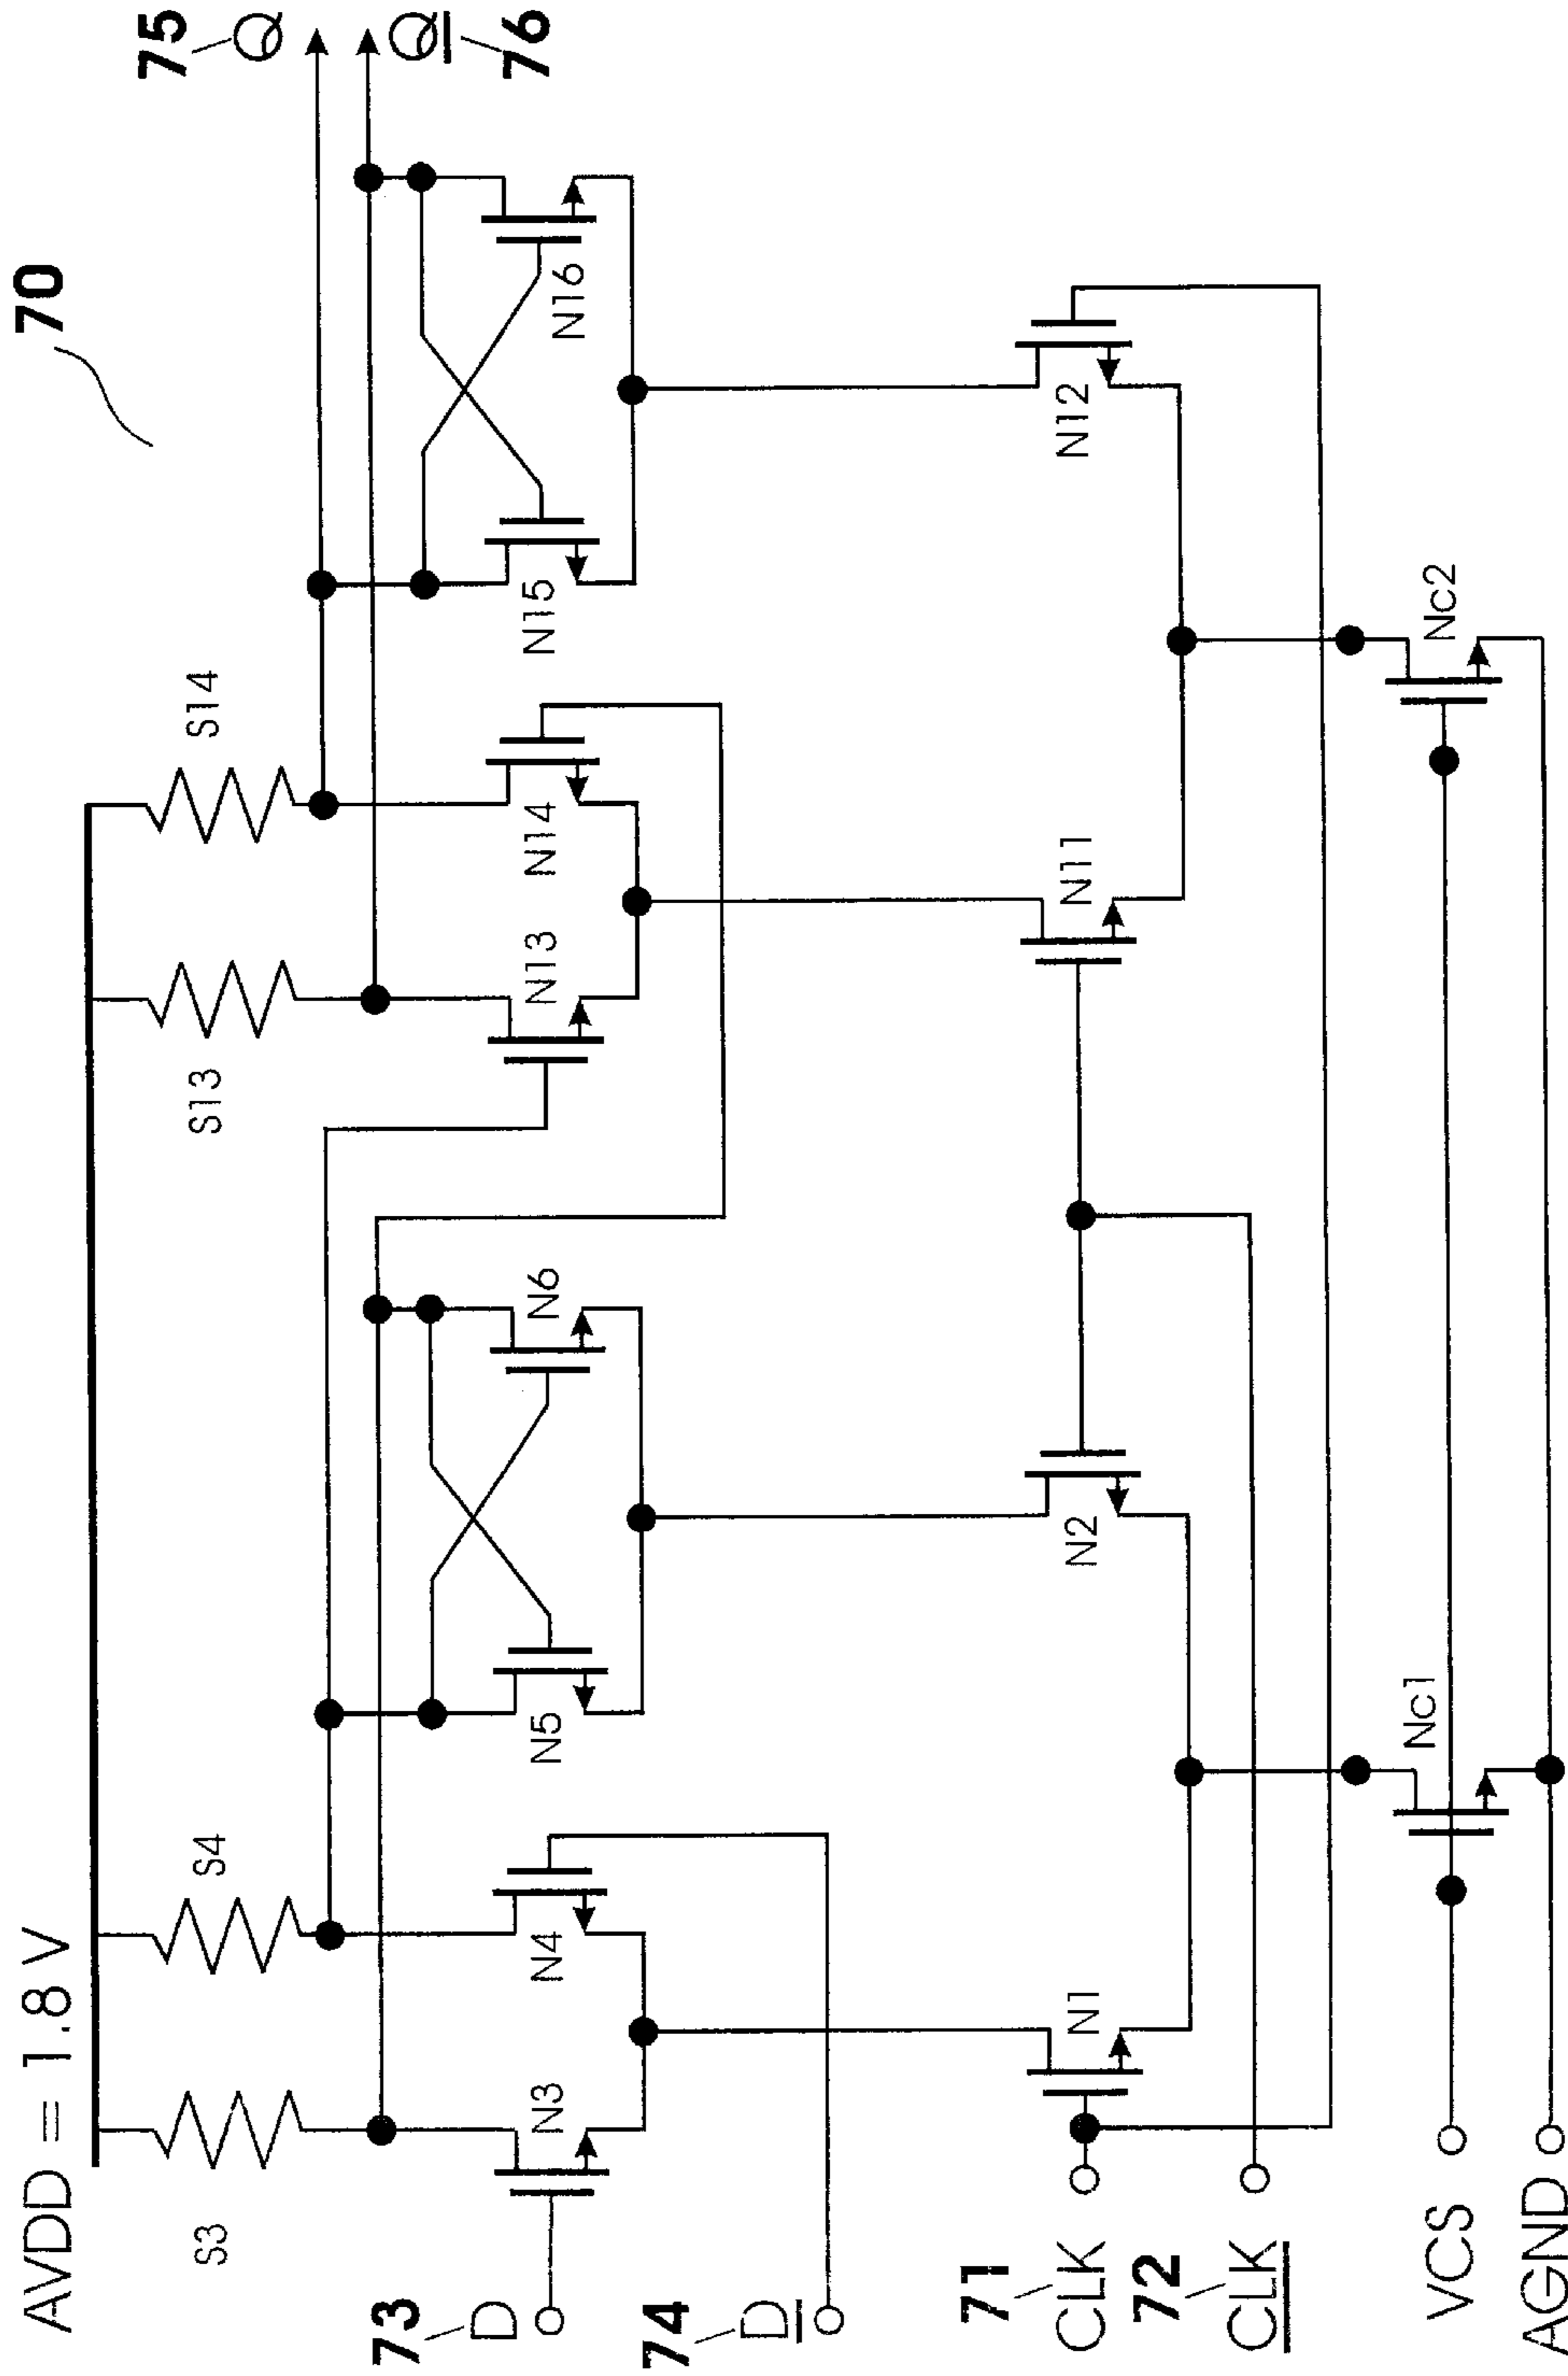 70
AVDD = 1.8 V
S3
S4
S13
S14
75
Q
Q
76
73
D
74
D
N3
N4
N5
N6
N13
N14
N15
N16
71
CLK
72
CLK
N1
N2
N11
N12
VCS
AGND
Nc1
Nc2